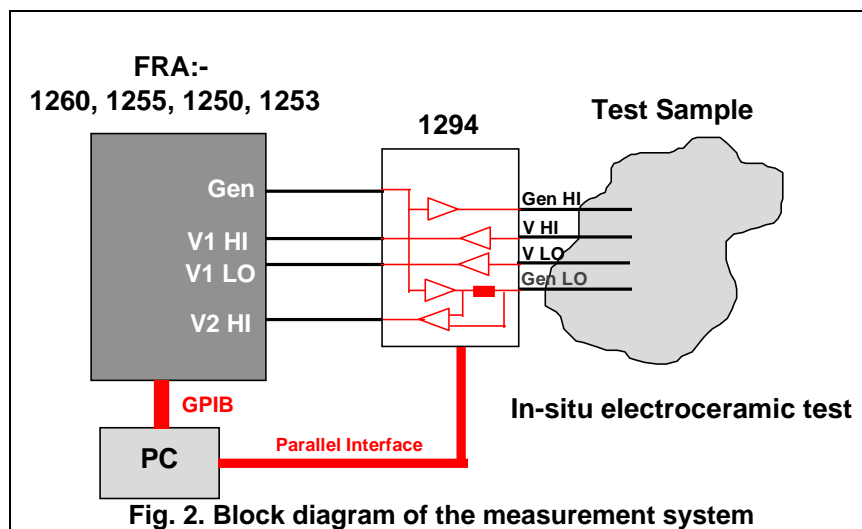 FRA:-
1260, 1255, 1250, 1253
1294
Test Sample
Gen
V1 HI
V1 LO
V2 HI
Gen HI
V HI
V LO
Gen LO
GPIB
In-situ electroceramic test
PC
Parallel Interface
Fig. 2. Block diagram of the measurement system